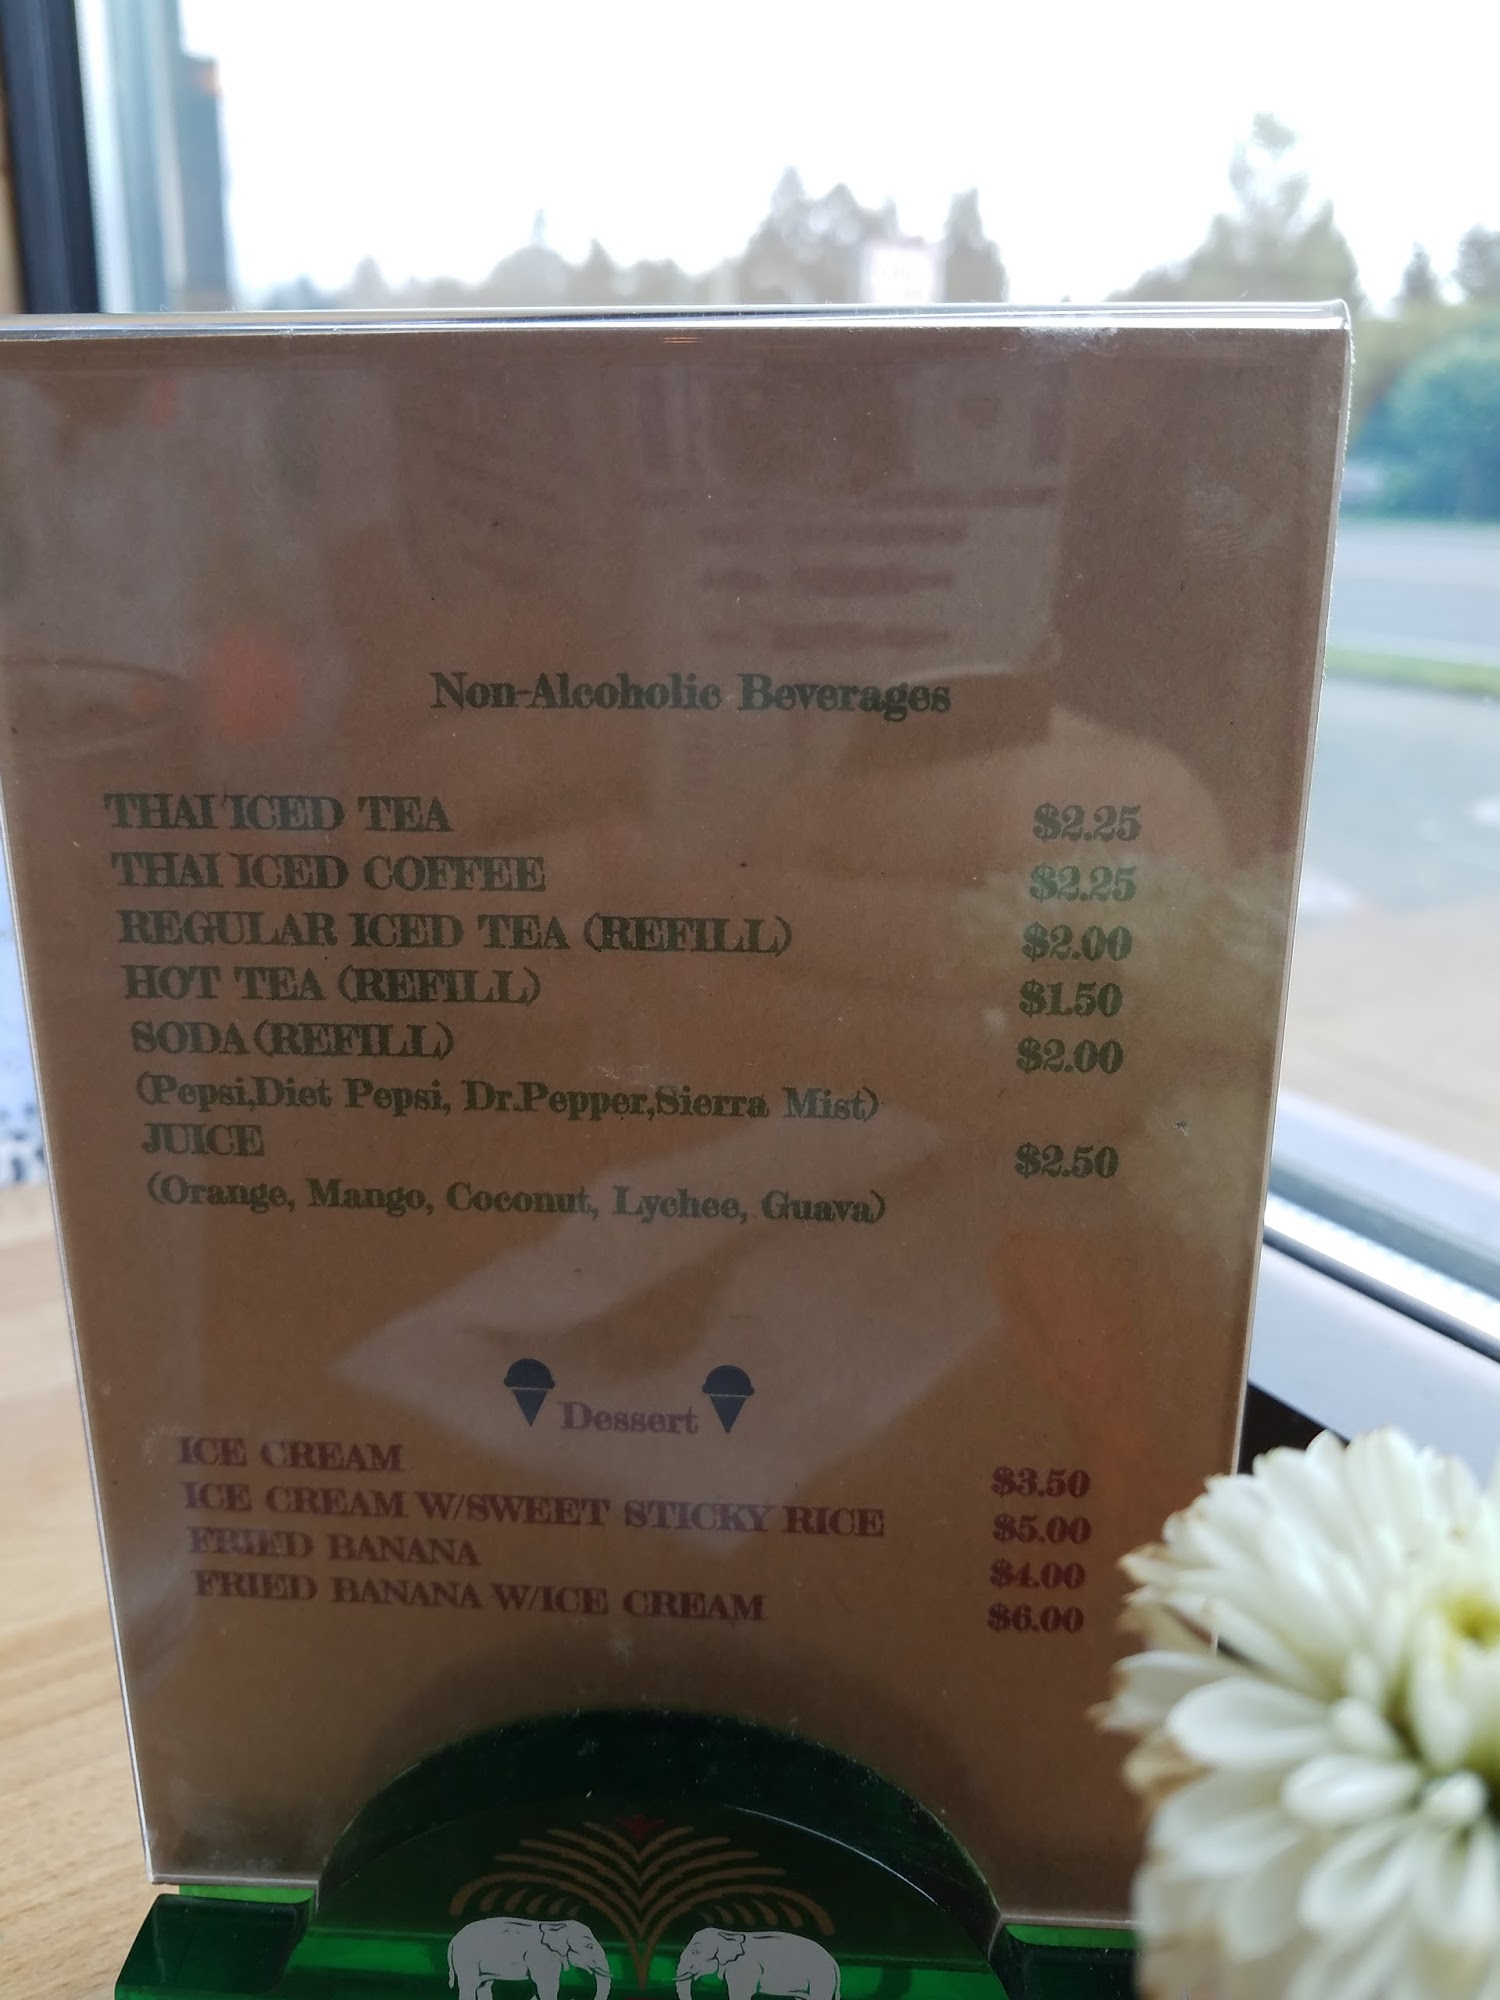 Non-Alcoholic Beverages
THAI ICED TEA $2.25
THAI ICED COFFEE $2.25
REGULAR ICED TEA (REFILL) $2.00
HOT TEA (REFILL) $1.50
SODA (REFILL) $2.00
(Pepsi,Diet Pepsi, Dr.Pepper,Sierra Mist)
JUICE $2.50
(Orange, Mango, Coconut, Lychee, Guava)
Dessert
ICE CREAM $3.50
ICE CREAM W/SWEET STICKY RICE $5.00
FRIED BANANA $4.00
FRIED BANANA W/ICE CREAM $6.00